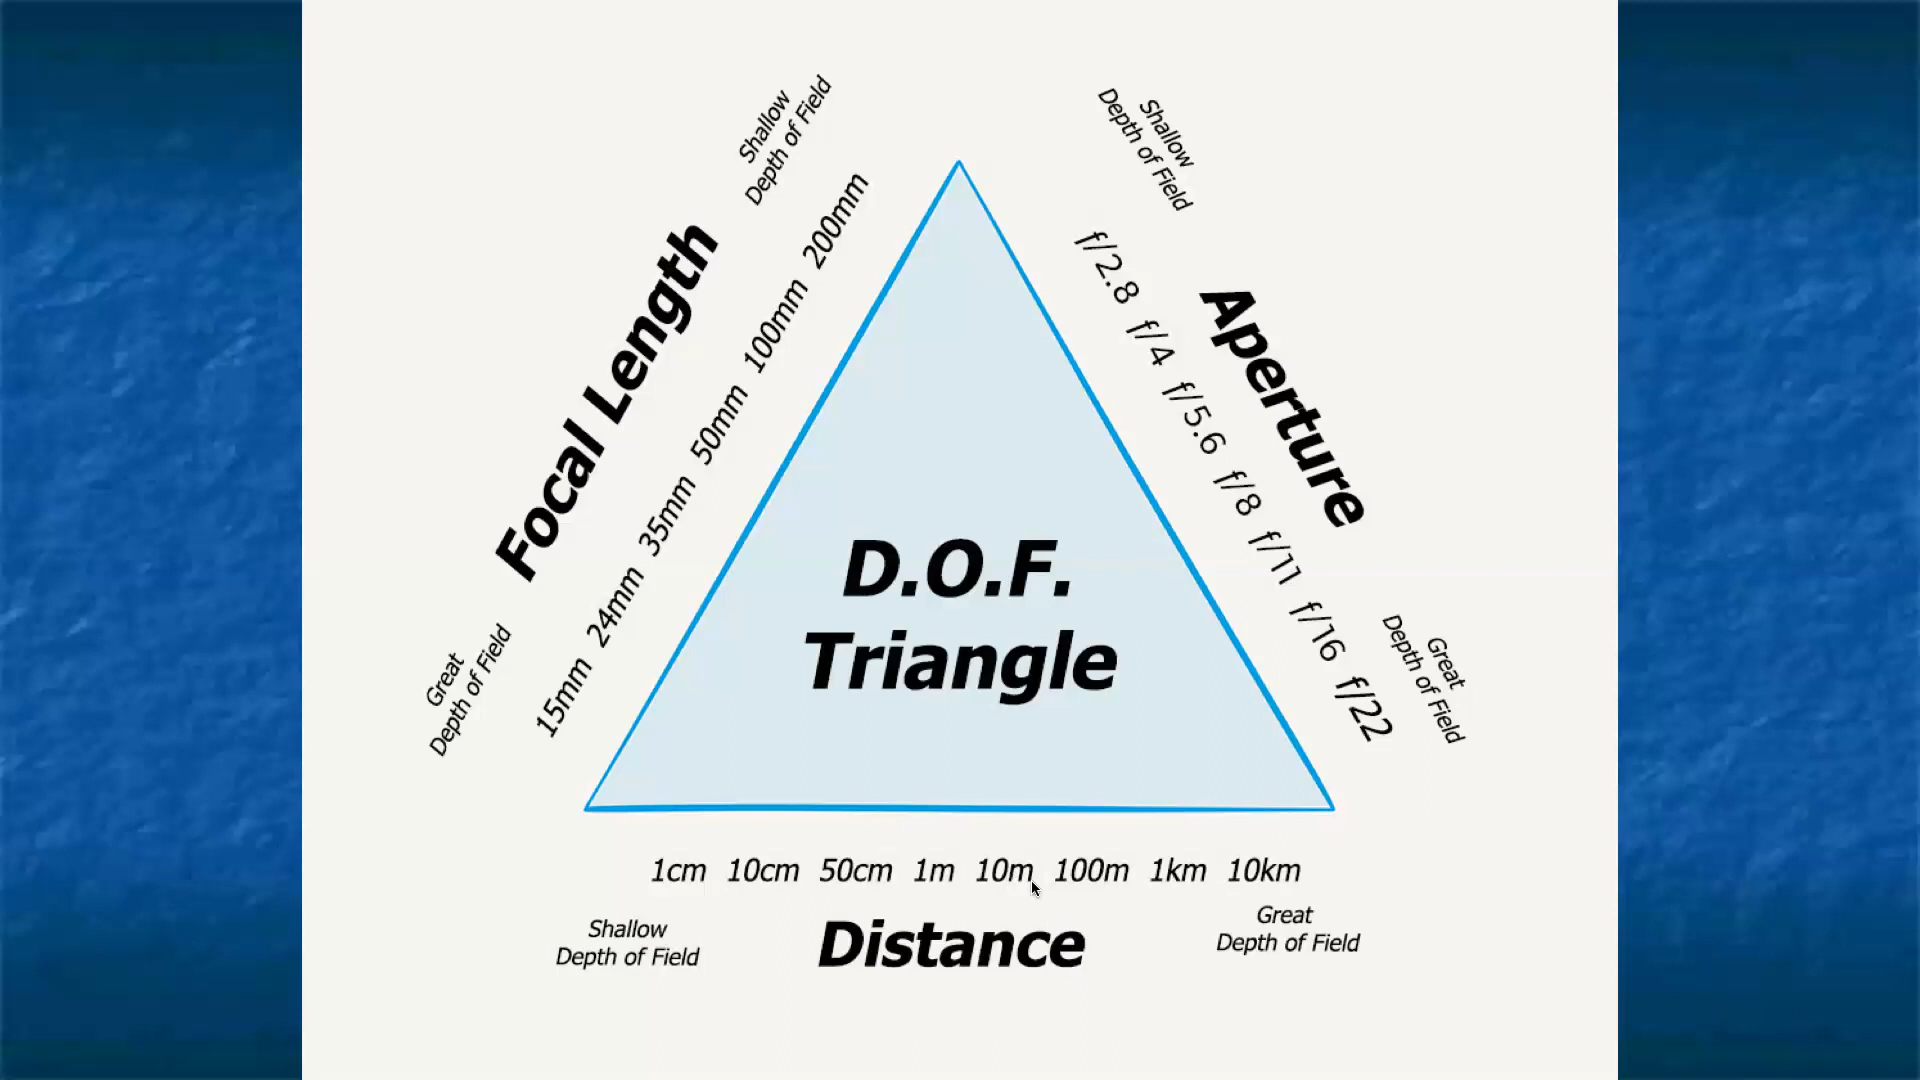 Shallow
Depth of Field
Focal Length
200mm
100mm
50mm
35mm
24mm
15mm
Great
Depth of Field
Shallow
Depth of Field
Aperture
f/2.8
f/4
f/5.6
f/8
f/11
f/16
f/22
Great
Depth of Field
D.O.F.
Triangle
1cm 10cm 50cm 1m 10m 100m 1km 10km
Shallow
Depth of Field
Distance
Great
Depth of Field